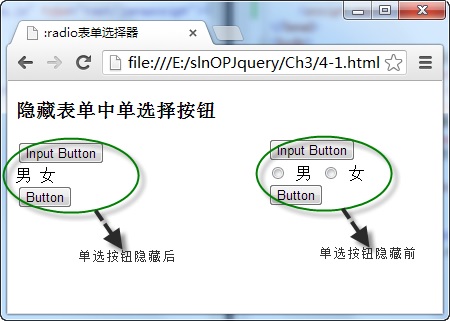 :radio表单选择器
file:///E:/slnOPJquery/Ch3/4-1.html
隐藏表单中单选择按钮
Input Button
男 女
Button
单选按钮隐藏后
Input Button
男 女
Button
单选按钮隐藏前